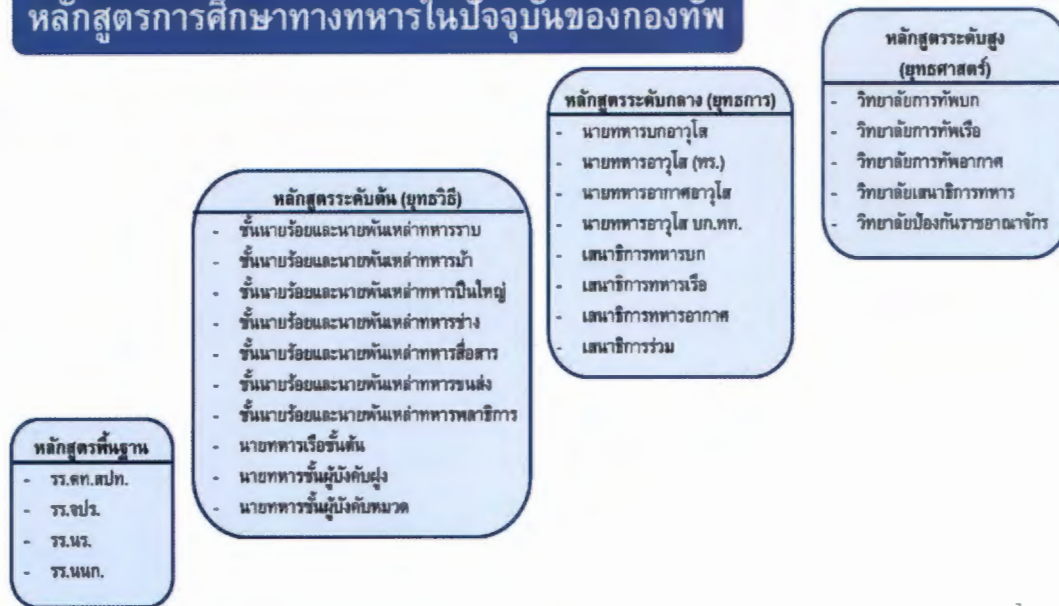 หลักสูตรการศึกษาทางทหารในปัจจุบันของกองทัพ
หลักสูตรพื้นฐาน
- รร.ตท.สปท.
- รร.จปร.
- รร.นร.
- รร.นนก.
หลักสูตรระดับต้น (ยุทธวิธี)
- ชั้นนายร้อยและนายพันเหล่าทหารราบ
- ชั้นนายร้อยและนายพันเหล่าทหารม้า
- ชั้นนายร้อยและนายพันเหล่าทหารปืนใหญ่
- ชั้นนายร้อยและนายพันเหล่าทหารช่าง
- ชั้นนายร้อยและนายพันเหล่าทหารสื่อสาร
- ชั้นนายร้อยและนายพันเหล่าทหารขนส่ง
- ชั้นนายร้อยและนายพันเหล่าทหารพลาธิการ
- นายทหารเรือชั้นต้น
- นายทหารชั้นผู้บังคับฝูง
- นายทหารชั้นผู้บังคับหมวด
หลักสูตรระดับกลาง (ยุทธการ)
- นายทหารบกอาวุโส
- นายทหารอาวุโส (ทร.)
- นายทหารอากาศอาวุโส
- นายทหารอาวุโส บก.ทท.
- เสนาธิการทหารบก
- เสนาธิการทหารเรือ
- เสนาธิการทหารอากาศ
- เสนาธิการร่วม
หลักสูตรระดับสูง
(ยุทธศาสตร์)
- วิทยาลัยการทัพบก
- วิทยาลัยการทัพเรือ
- วิทยาลัยการทัพอากาศ
- วิทยาลัยเสนาธิการทหาร
- วิทยาลัยป้องกันราชอาณาจักร